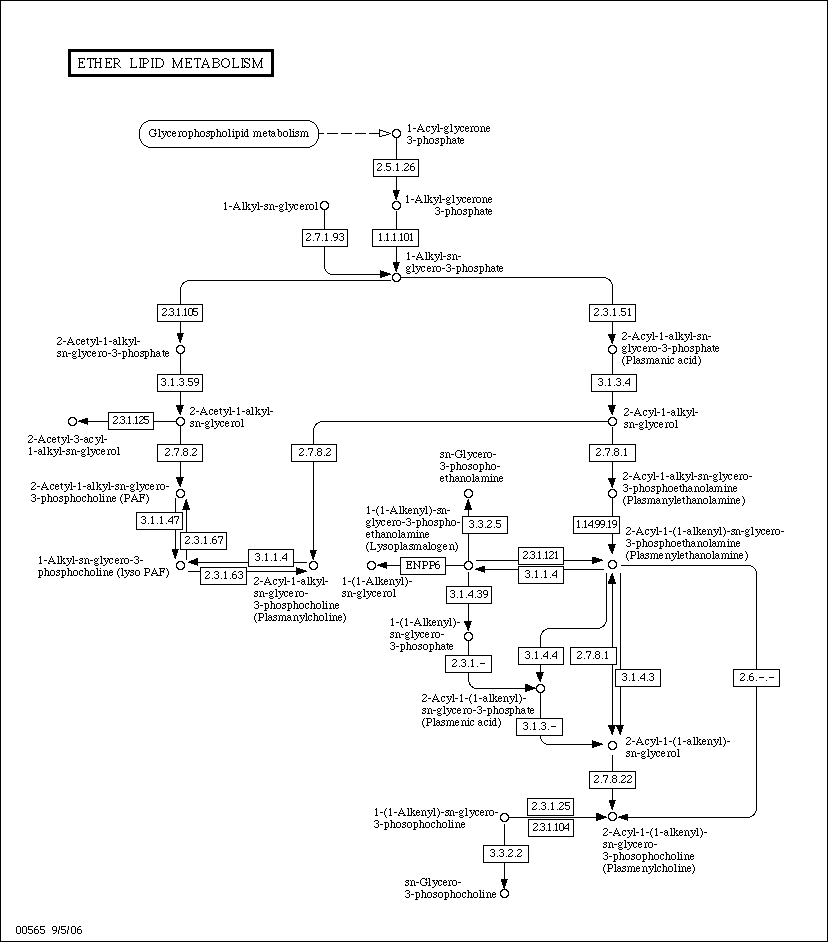 ETHER LIPID METABOLISM
Glycerophospholipid metabolism
1-Acyl-glycerone
3-phosphate
2.5.1.26
1-Alkyl-sn-glycerol
1-Alkyl-glycerone
3-phosphate
2.7.1.93
1.1.1.101
1-Alkyl-sn-
glycero-3-phosphate
2.3.1.105
2.3.1.51
2-Acetyl-1-alkyl-
sn-glycero-3-phosphate
2-Acyl-1-alkyl-sn-
glycero-3-phosphate
(Plasmanic acid)
3.1.3.59
3.1.3.4
2.3.1.125
2-Acetyl-1-alkyl-
sn-glycerol
2-Acyl-1-alkyl-
sn-glycerol
2-Acetyl-3-acyl-
1-alkyl-sn-glycerol
2.7.8.2
2.7.8.2
2.7.8.1
sn-Glycero-
3-phosopho-
ethanolamine
2-Acetyl-1-alkyl-sn-glycero-
3-phosphocholine (PAF)
2-Acyl-1-alkyl-sn-glycero-
3-phosphoethanolamine
(Plasmanylethanolamine)
3.1.1.47
2.3.1.67
1-(1-Alkenyl)-sn-
glycero-3-phospho-
ethanolamine
(Lysoplasmalogen)
3.3.2.5
1.14.99.19
2-Acyl-1-(1-alkenyl)-sn-glycero-
3-phosphoethanolamine
(Plasmenylethanolamine)
1-Alkyl-sn-glycero-3-
phosphocholine (lyso PAF)
3.1.1.4
2.3.1.63
2-Acyl-1-alkyl-
sn-glycero-
3-phosphocholine
(Plasmanylcholine)
ENPP6
1-(1-Alkenyl)-
sn-glycerol
2.3.1.121
3.1.1.4
3.1.4.39
1-(1-Alkenyl)-
sn-glycero-
3-phosophate
2.3.1.-
3.1.4.4
2.7.8.1
3.1.4.3
2.6.-.-
2-Acyl-1-(1-alkenyl)-
sn-glycero-3-phosphate
(Plasmenic acid)
3.1.3.-
2-Acyl-1-(1-alkenyl)-
sn-glycerol
2.7.8.22
1-(1-Alkenyl)-sn-glycero-
3-phosophocholine
2.3.1.25
2.3.1.104
2-Acyl-1-(1-alkenyl)-
sn-glycero-
3-phosophocholine
(Plasmenylcholine)
3.3.2.2
sn-Glycero-
3-phosophocholine
00565 9/5/06